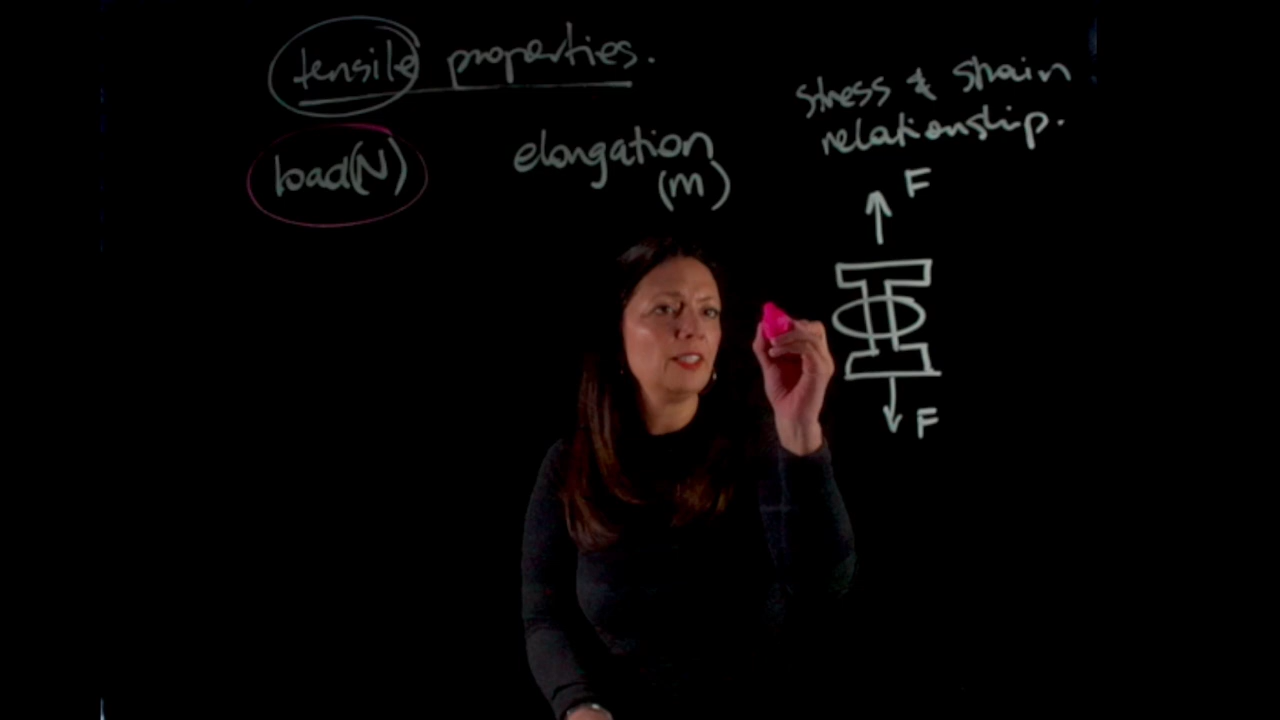 tensile properties.
load(N)
elongation
(m)
stress & strain
relationship.
F
F